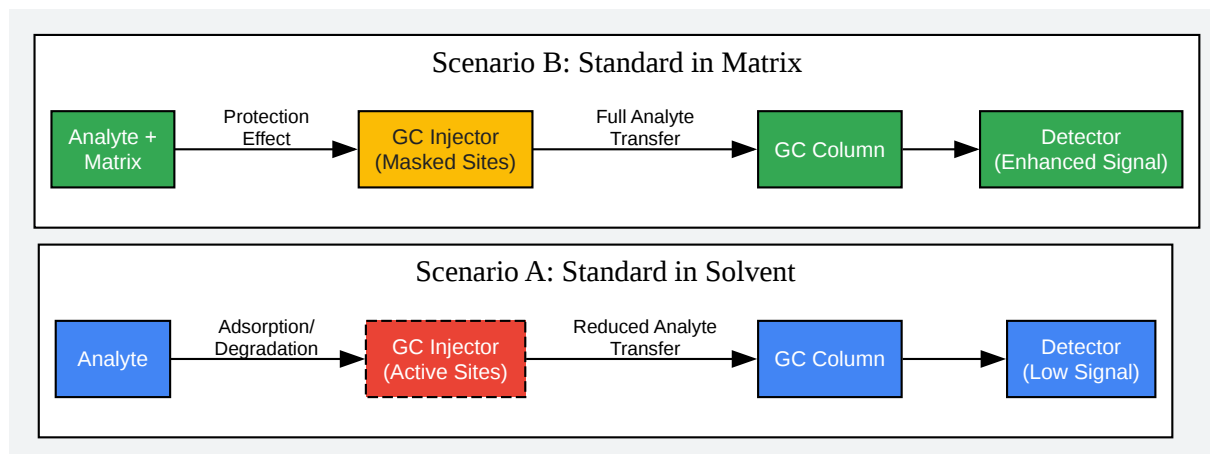 Scenario B: Standard in Matrix
Analyte +
Matrix
Protection
Effect
GC Injector
(Masked Sites)
Full Analyte
Transfer
GC Column
Detector
(Enhanced Signal)
Scenario A: Standard in Solvent
Analyte
Adsorption/
Degradation
GC Injector
(Active Sites)
Reduced Analyte
Transfer
GC Column
Detector
(Low Signal)